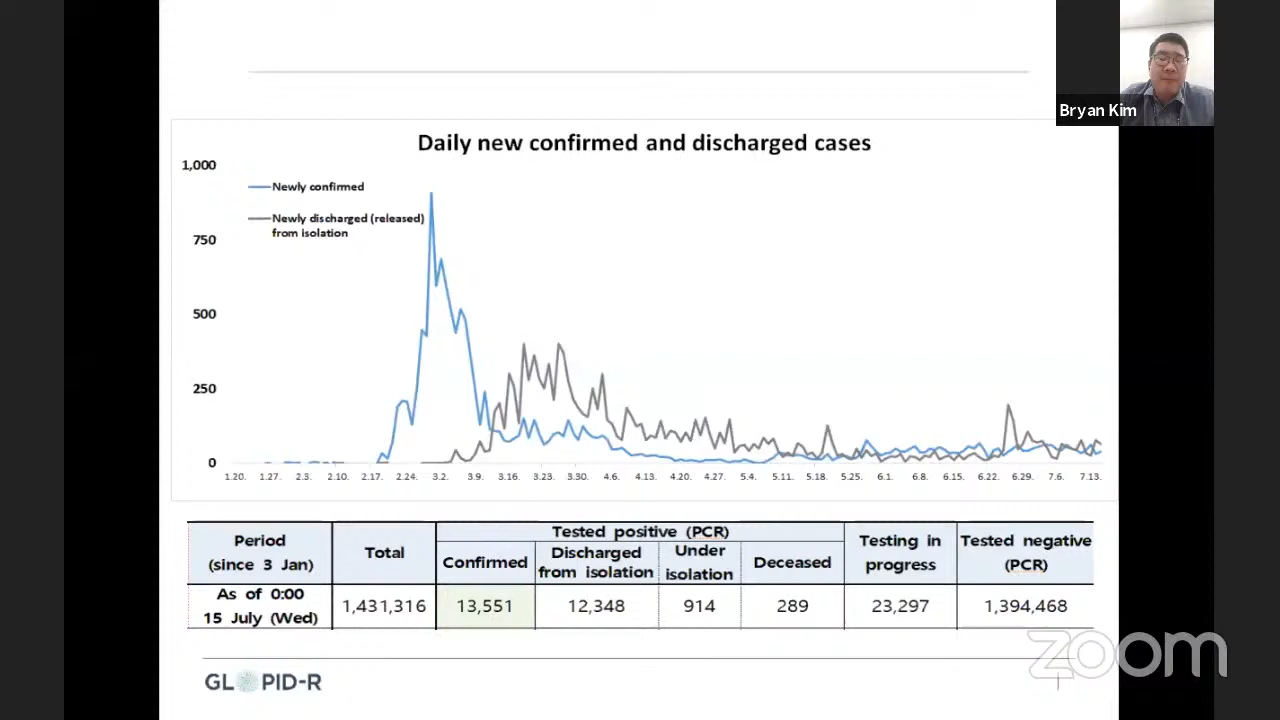 Bryan Kim
Daily new confirmed and discharged cases
1,000
Newly confirmed
Newly discharged (released)
from isolation
750
500
250
0
1.20. 1.27. 2.3. 2.10. 2.17. 2.24. 3.2. 3.9. 3.16. 3.23. 3.30. 4.6. 4.13. 4.20. 4.27. 5.4. 5.11. 5.18. 5.25. 6.1. 6.8. 6.15. 6.22. 6.29. 7.6. 7.13.
Period
(since 3 Jan)
Total
Tested positive (PCR)
Confirmed
Discharged
from isolation
Under
isolation
Deceased
Testing in
progress
Tested negative
(PCR)
As of 0:00
15 July (Wed)
1,431,316
13,551
12,348
914
289
23,297
1,394,468
zoom
GLOPID-R